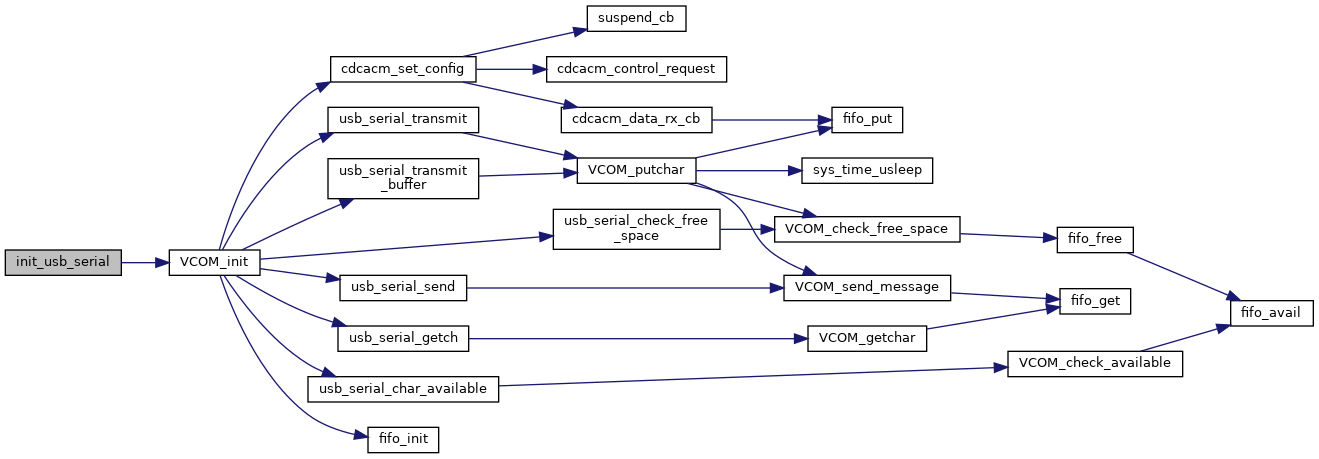 suspend_cb
cdcacm_set_config
cdcacm_control_request
usb_serial_transmit
cdcacm_data_rx_cb
fifo_put
usb_serial_transmit
_buffer
VCOM_putchar
sys_time_usleep
usb_serial_check_free
_space
VCOM_check_free_space
fifo_free
init_usb_serial
VCOM_init
usb_serial_send
VCOM_send_message
fifo_get
fifo_avail
usb_serial_getch
VCOM_getchar
VCOM_check_available
usb_serial_char_available
fifo_init